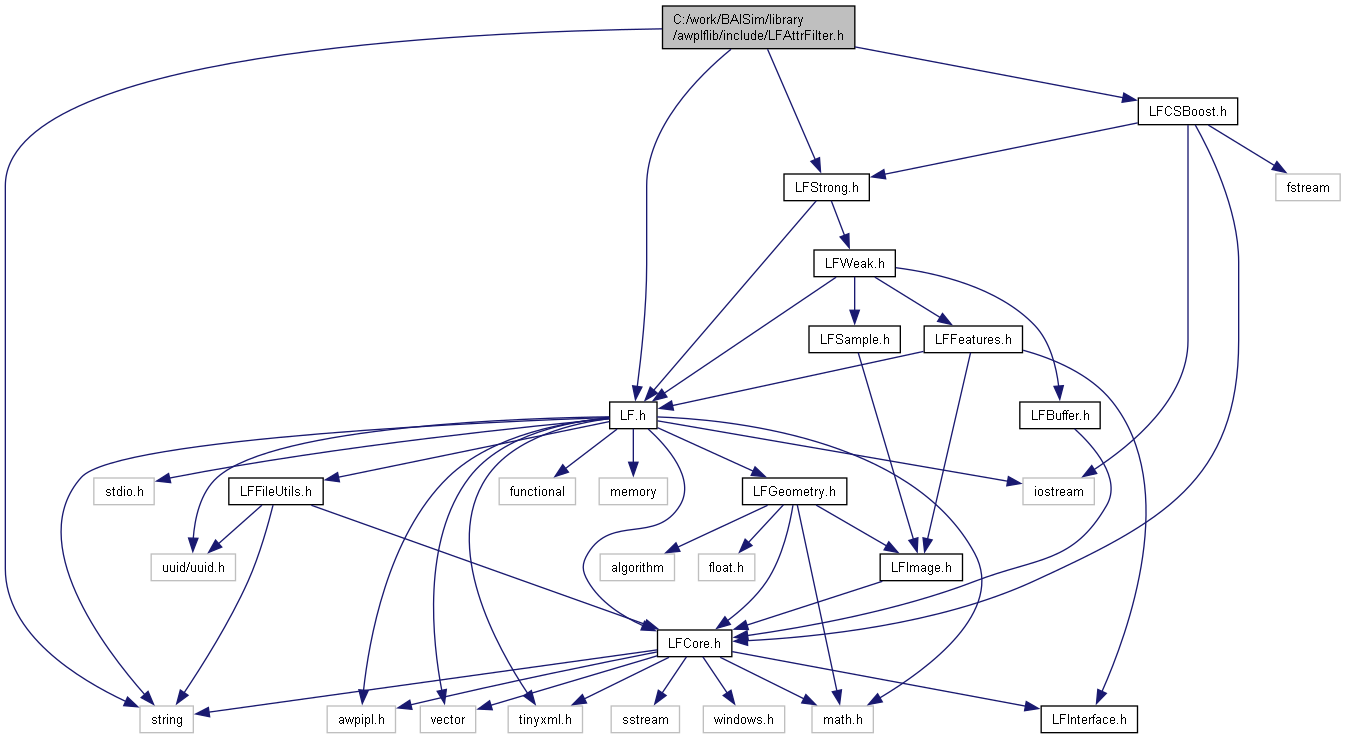 C:/work/BAISim/library
/awplflib/include/LFAttrFilter.h
LFCSBoost.h
LFStrong.h
fstream
LFWeak.h
LFSample.h
LFFeatures.h
LF.h
LFBuffer.h
stdio.h
LFFileUtils.h
functional
memory
LFGeometry.h
iostream
uuid/uuid.h
algorithm
float.h
LFImage.h
LFCore.h
string
awpipl.h
vector
tinyxml.h
sstream
windows.h
math.h
LFInterface.h